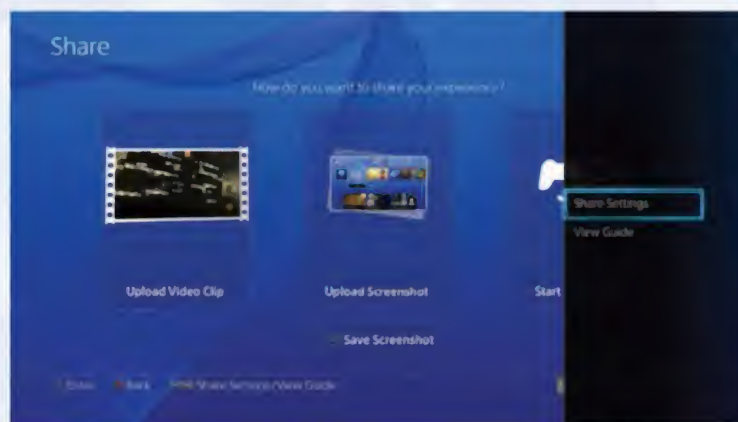 Share
How do you want to share your experience?
Upload Video Clip
Upload Screenshot
Start
Share Settings
View Guide
Save Screenshot
Enter Back Share Settings/View Guide